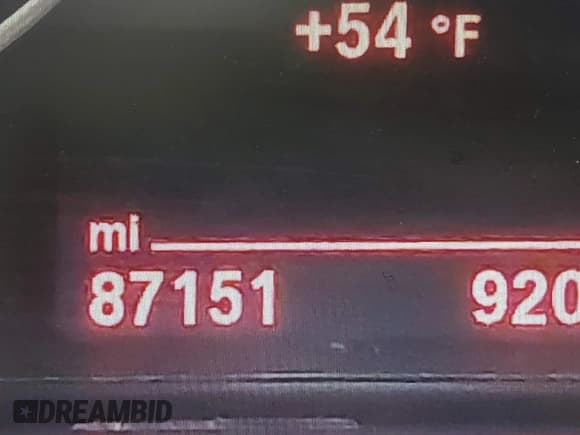 +54 °F
mi
87151 920
DREAMBID